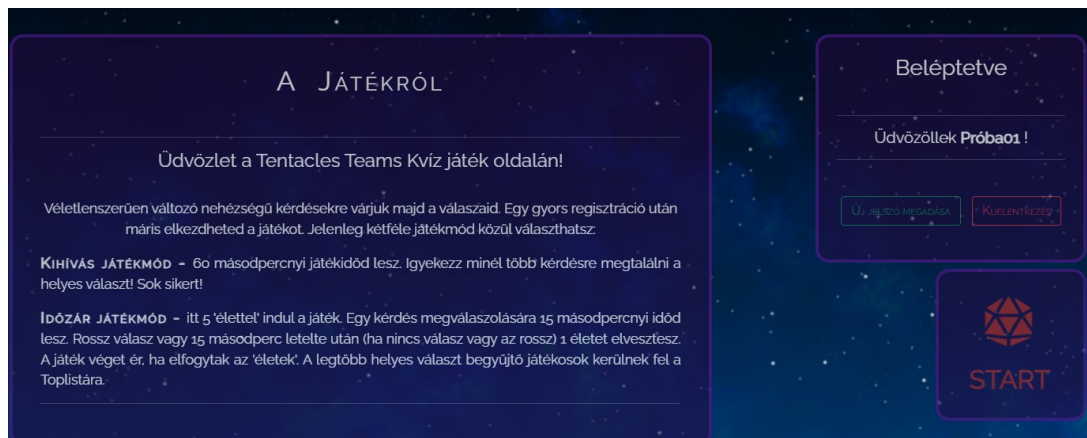 A Játékról
Üdvözlet a Tentacles Teams Kvíz játék oldalán!
Véletlenszerűen változó nehézségű kérdésekre várjuk majd a válaszaid. Egy gyors regisztráció után
máris elkezdheted a játékot. Jelenleg kétféle játékmód közül választhatsz:
Kihívás játékmód – 60 másodpercnyi játékidőd lesz. Igyekezz minél több kérdésre megtalálni a
helyes választ! Sok sikert!
Időzár játékmód – itt 5 'élettel' indul a játék. Egy kérdés megválaszolására 15 másodpercnyi időd
lesz. Rossz válasz vagy 15 másodperc letelte után (ha nincs válasz vagy az rossz) 1 életet elvesztesz.
A játék véget ér, ha elfogytak az 'életek'. A legtöbb helyes választ begyűjtő játékosok kerülnek fel a
Toplistára.
Beléptetve
Üdvözöllek Próba01 !
Új jelszó megadása
Kijelentkezés
START